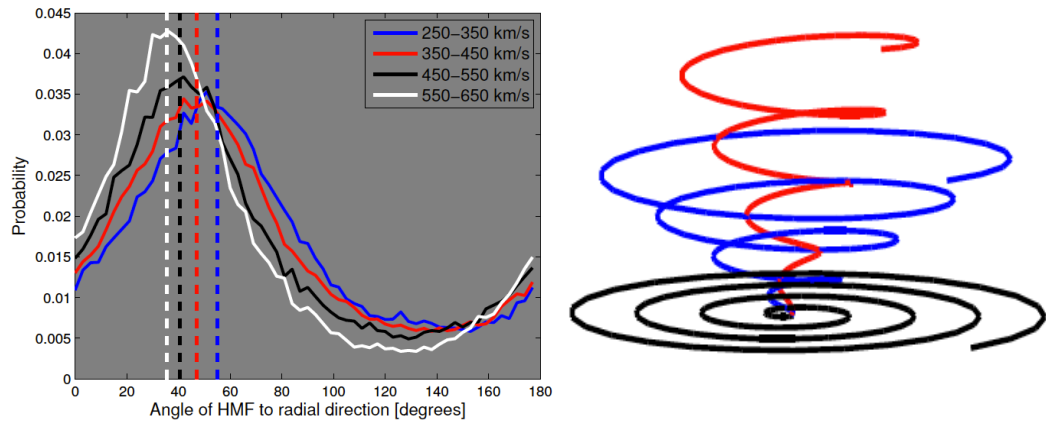 0.045
0.04
0.035
0.03
0.025
0.02
0.015
0.01
0.005
0
Probability
250−350 km/s
350−450 km/s
450−550 km/s
550−650 km/s
0 20 40 60 80 100 120 140 160 180
Angle of HMF to radial direction [degrees]